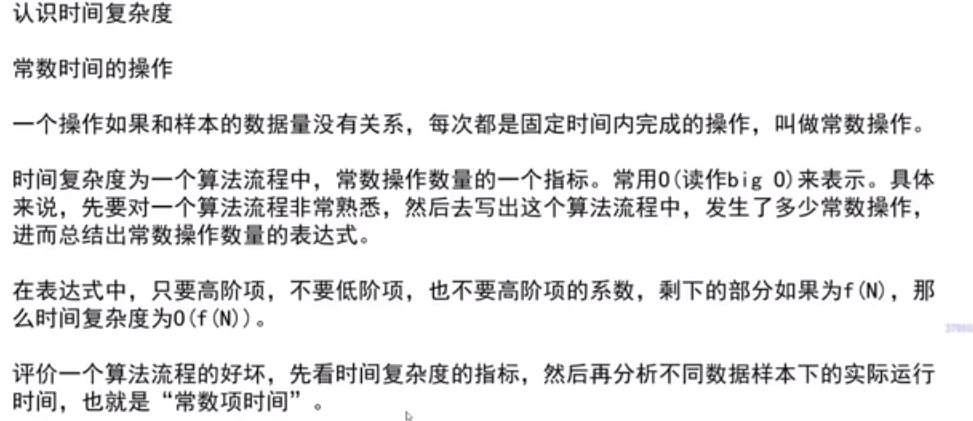 认识时间复杂度
常数时间的操作
一个操作如果和样本的数据量没有关系，每次都是固定时间内完成的操作，叫做常数操作。
时间复杂度为一个算法流程中，常数操作数量的一个指标。常用O(读作big O)来表示。具体
来说，先要对一个算法流程非常熟悉，然后去写出这个算法流程中，发生了多少常数操作，
进而总结出常数操作数量的表达式。
在表达式中，只要高阶项，不要低阶项，也不要高阶项的系数，剩下的部分如果为f(N)，那
么时间复杂度为O(f(N))。
评价一个算法流程的好坏，先看时间复杂度的指标，然后再分析不同数据样本下的实际运行
时间，也就是“常数项时间”。